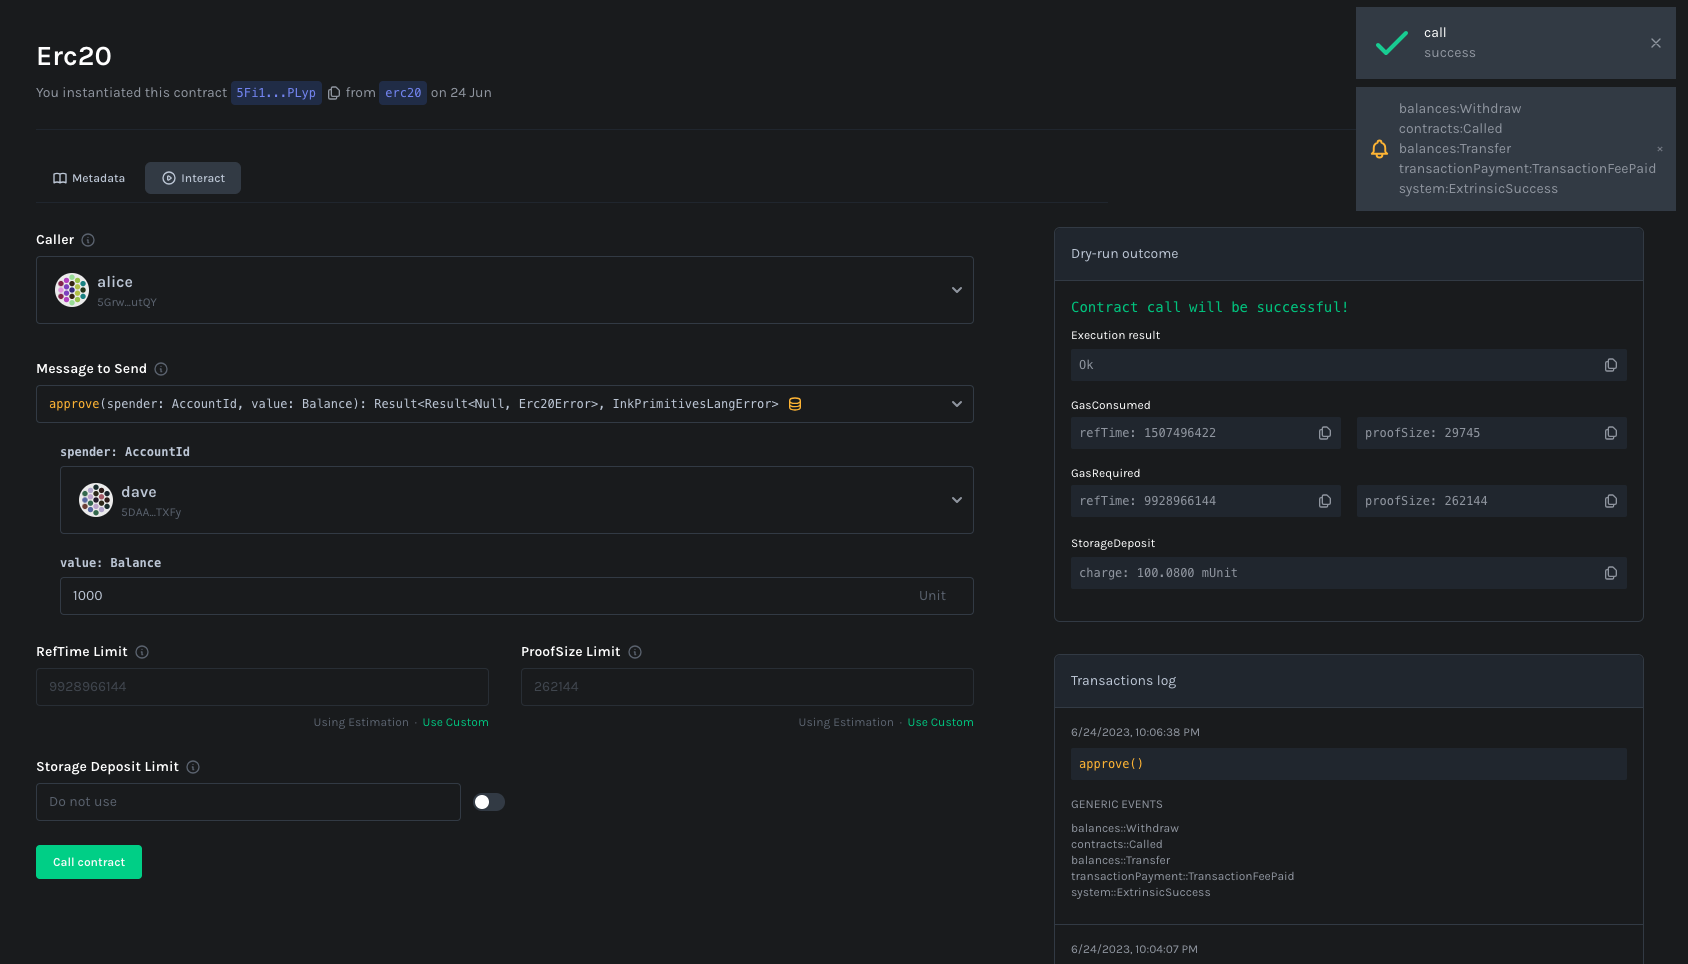 Erc20
You instantiated this contract 5Fi1...PLyp from erc20 on 24 Jun
call
success
balances:Withdraw
contracts:Called
balances:Transfer
transactionPayment:TransactionFeePaid
system:ExtrinsicSuccess
Metadata
Interact
Caller
alice
5Grw...utQY
Message to Send
approve(spender: AccountId, value: Balance): Result<Result<Null, Erc20Error>, InkPrimitivesLangError>
spender: AccountId
dave
5DAA...TXFy
value: Balance
1000 Unit
RefTime Limit
9928966144
Using Estimation · Use Custom
ProofSize Limit
262144
Using Estimation · Use Custom
Storage Deposit Limit
Do not use
Call contract
Dry-run outcome
Contract call will be successful!
Execution result
Ok
GasConsumed
refTime: 1507496422
proofSize: 29745
GasRequired
refTime: 9928966144
proofSize: 262144
StorageDeposit
charge: 100.0800 mUnit
Transactions log
6/24/2023, 10:06:38 PM
approve()
GENERIC EVENTS
balances::Withdraw
contracts::Called
balances::Transfer
transactionPayment::TransactionFeePaid
system::ExtrinsicSuccess
6/24/2023, 10:04:07 PM